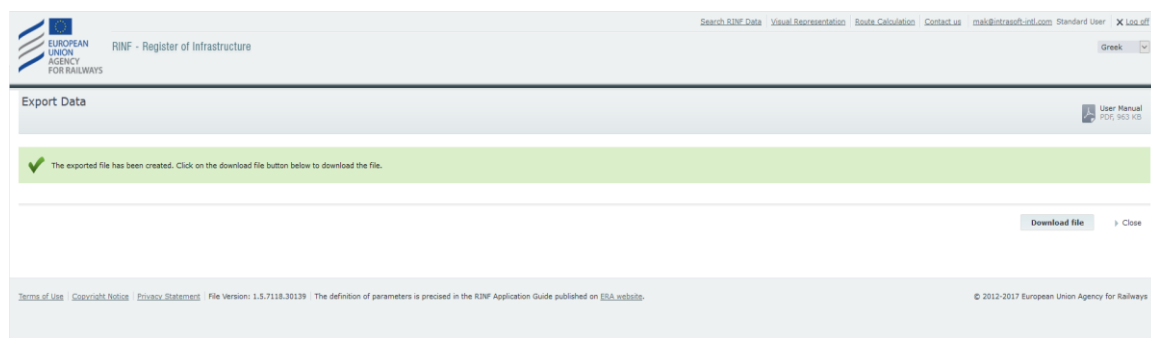 Search RINF Data Visual Representation Route Calculation Contact us mak@intrasoft-intl.com Standard User X Log off
EUROPEAN
UNION
AGENCY
FOR RAILWAYS
RINF - Register of Infrastructure
Greek
Export Data
User Manual
PDF, 963 KB
The exported file has been created. Click on the download file button below to download the file.
Download file Close
Terms of Use Copyright Notice Privacy Statement File Version: 1.5.7118.30139 The definition of parameters is precised in the RINF Application Guide published on ERA website. © 2012-2017 European Union Agency for Railways